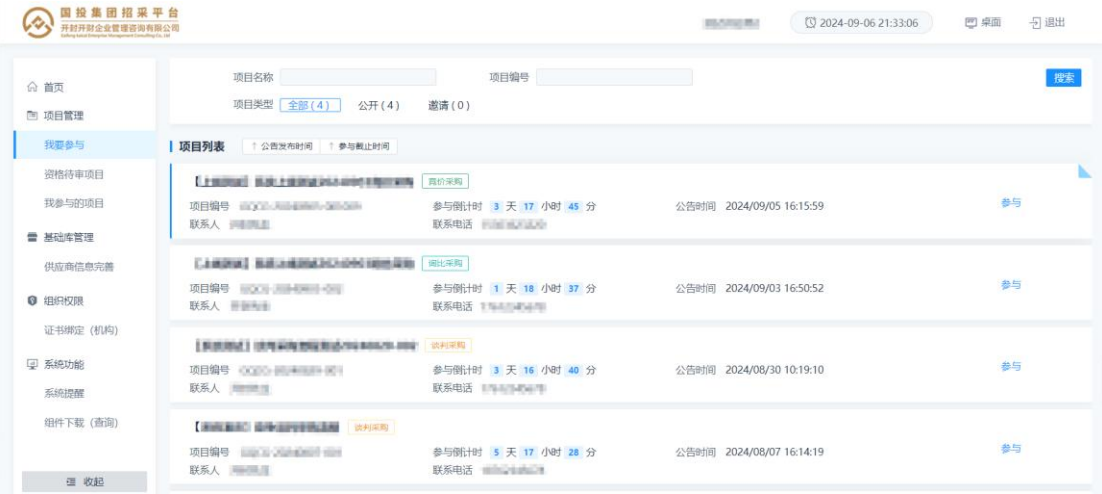 国投集团招采平台
开封开财企业管理咨询有限公司
2024-09-06 21:33:06 桌面 退出
首页
项目管理
我要参与
资格待审项目
我参与的项目
基础库管理
供应商信息完善
组织权限
证书绑定（机构）
系统功能
系统提醒
组件下载（查询）
收起
项目名称 项目编号 搜索
项目类型 全部(4) 公开(4) 邀请(0)
项目列表 ↑ 公告发布时间 ↑ 参与截止时间
竞价采购
项目编号 参与倒计时 3 天 17 小时 45 分 公告时间 2024/09/05 16:15:59 参与
联系人 联系电话
询比采购
项目编号 参与倒计时 1 天 18 小时 37 分 公告时间 2024/09/03 16:50:52 参与
联系人 联系电话
谈判采购
项目编号 参与倒计时 3 天 16 小时 40 分 公告时间 2024/08/30 10:19:10 参与
联系人 联系电话
谈判采购
项目编号 参与倒计时 5 天 17 小时 28 分 公告时间 2024/08/07 16:14:19 参与
联系人 联系电话